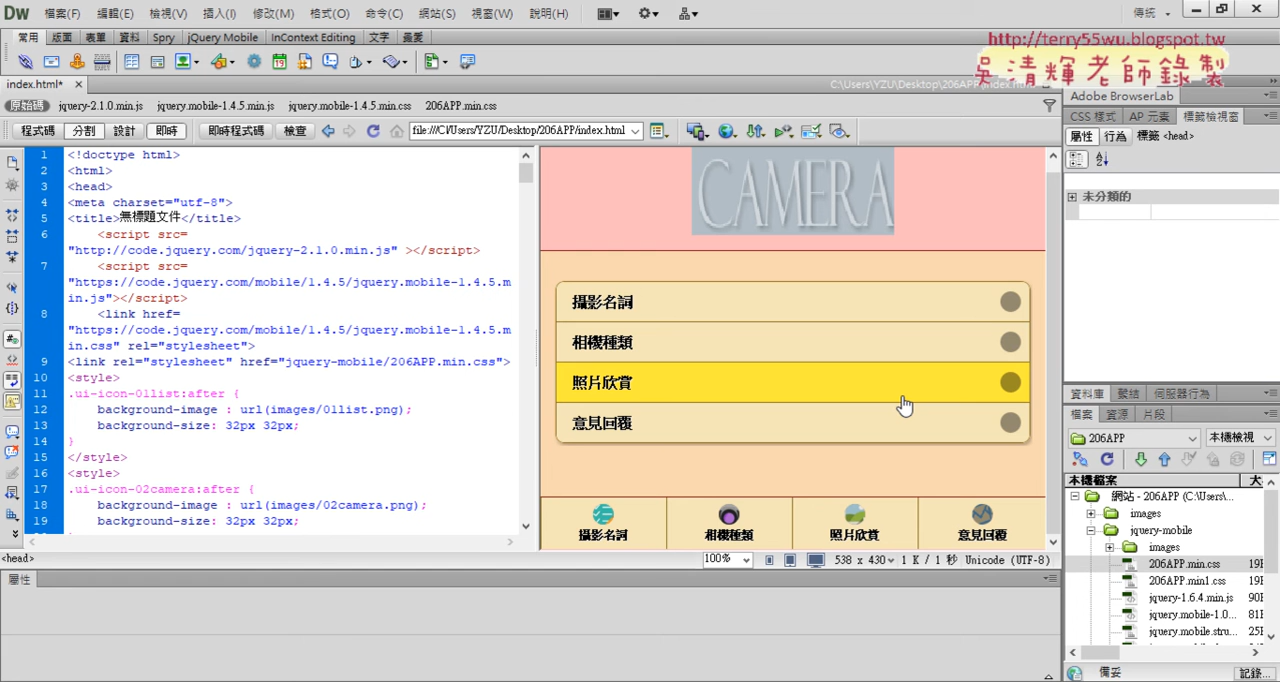 Dw 檔案(F) 編輯(E) 檢視(V) 插入(I) 修改(M) 格式(O) 命令(C) 網站(S) 視窗(W) 說明(H) 傳統
常用 版面 表單 資料 Spry jQuery Mobile InContext Editing 文字 最愛
http://terry55wu.blogspot.tw
吳清輝老師錄製
index.html*
原始碼 jquery-2.1.0.min.js jquery.mobile-1.4.5.min.js jquery.mobile-1.4.5.min.css 206APP.min.css
程式碼 分割 設計 即時 即時程式碼 檢查 file:///C|/Users/YZU/Desktop/206APP/index.html
1 <!doctype html>
2 <html>
3 <head>
4 <meta charset="utf-8">
5 <title>無標題文件</title>
6 <script src=
"http://code.jquery.com/jquery-2.1.0.min.js" ></script>
7 <script src=
"https://code.jquery.com/mobile/1.4.5/jquery.mobile-1.4.5.m
in.js"></script>
8 <link href=
"https://code.jquery.com/mobile/1.4.5/jquery.mobile-1.4.5.m
in.css" rel="stylesheet">
9 <link rel="stylesheet" href="jquery-mobile/206APP.min.css">
10 <style>
11 .ui-icon-01list:after {
12 background-image : url(images/01list.png);
13 background-size: 32px 32px;
14 }
15 </style>
16 <style>
17 .ui-icon-02camera:after {
18 background-image : url(images/02camera.png);
19 background-size: 32px 32px;
<head>
CAMERA
攝影名詞
相機種類
照片欣賞
意見回覆
攝影名詞 相機種類 照片欣賞 意見回覆
100% 538 x 430 1 K / 1 秒 Unicode (UTF-8)
屬性
Adobe BrowserLab
CSS 樣式 AP 元素 標籤檢視窗
屬性 行為 標籤 <head>
未分類的
資料庫 繫結 伺服器行為
檔案 資源 片段
206APP 本機檢視
本機檔案 大
網站 - 206APP (C:\Users\...
images
jquery-mobile
images
206APP.min.css 19
206APP.min1.css 19
jquery-1.6.4.min.js 90
jquery.mobile-1.0... 81
jquery.mobile.stru... 25
備妥 記錄...